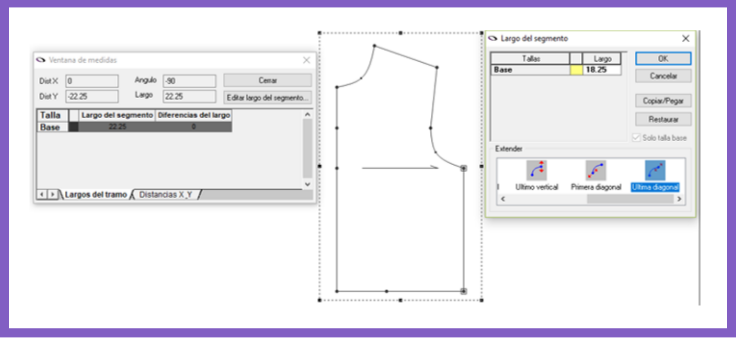 Ventana de medidas
Dist X 0 Angulo -90 Cerrar
Dist Y -22.25 Largo 22.25 Editar largo del segmento...
Talla Largo del segmento Diferencias del largo
Base 22.25 0
Largos del tramo Distancias X_Y
Largo del segmento
Tallas Largo
Base 18.25
OK
Cancelar
Copiar/Pegar
Restaurar
Solo talla base
Extender
Ultimo vertical Primera diagonal Ultima diagonal